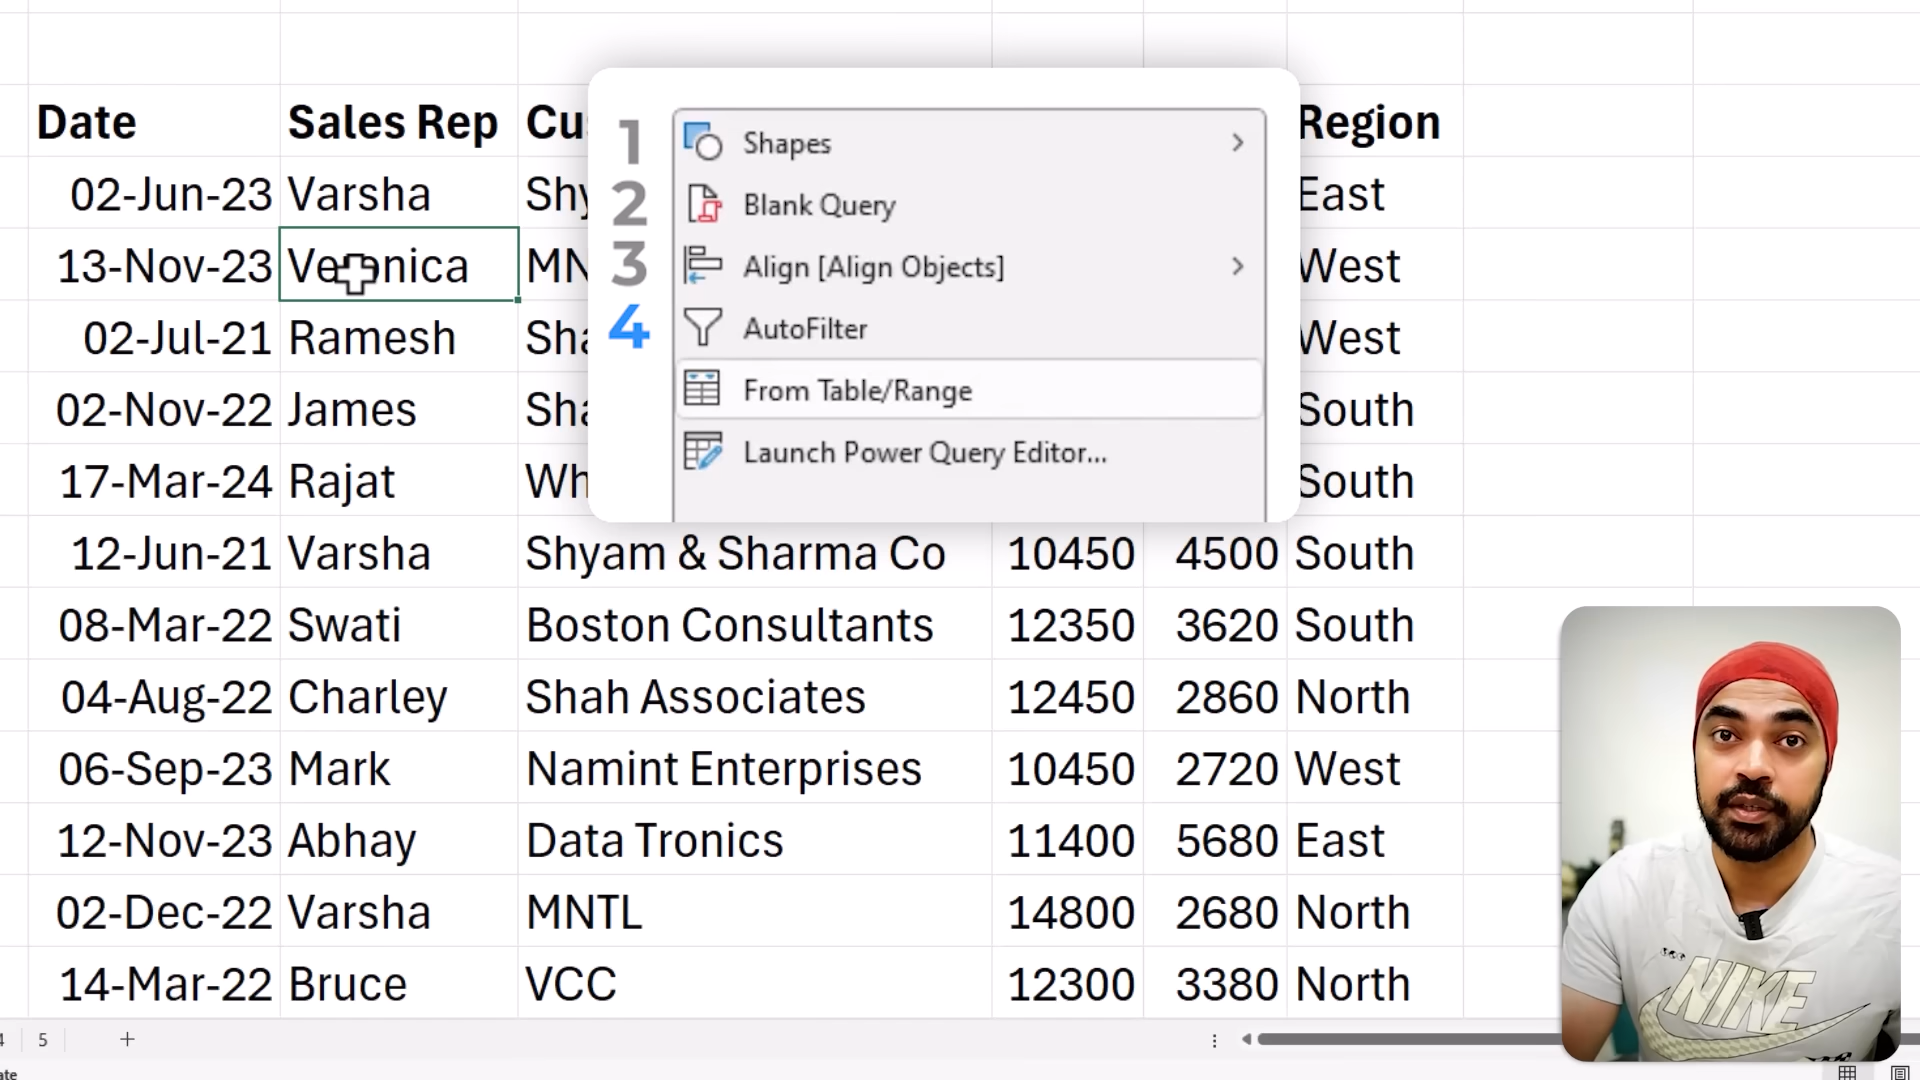 Date Sales Rep Cu Region
02-Jun-23 Varsha Shy East
13-Nov-23 Ve nica MN West
02-Jul-21 Ramesh Sha West
02-Nov-22 James Sha South
17-Mar-24 Rajat Wh South
12-Jun-21 Varsha Shyam & Sharma Co 10450 4500 South
08-Mar-22 Swati Boston Consultants 12350 3620 South
04-Aug-22 Charley Shah Associates 12450 2860 North
06-Sep-23 Mark Namint Enterprises 10450 2720 West
12-Nov-23 Abhay Data Tronics 11400 5680 East
02-Dec-22 Varsha MNTL 14800 2680 North
14-Mar-22 Bruce VCC 12300 3380 North
1 Shapes
2 Blank Query
3 Align [Align Objects]
4 AutoFilter
From Table/Range
Launch Power Query Editor...
4 5 +
ate
NIKE